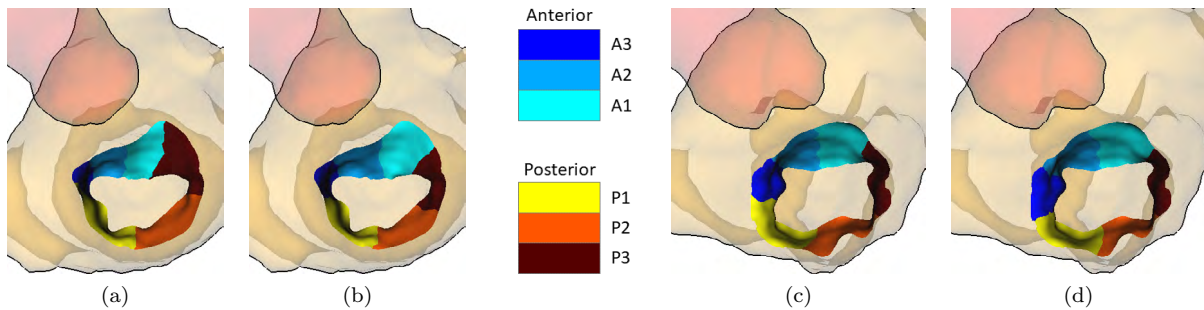 Anterior
A3
A2
A1
Posterior
P1
P2
P3
(a)
(b)
(c)
(d)